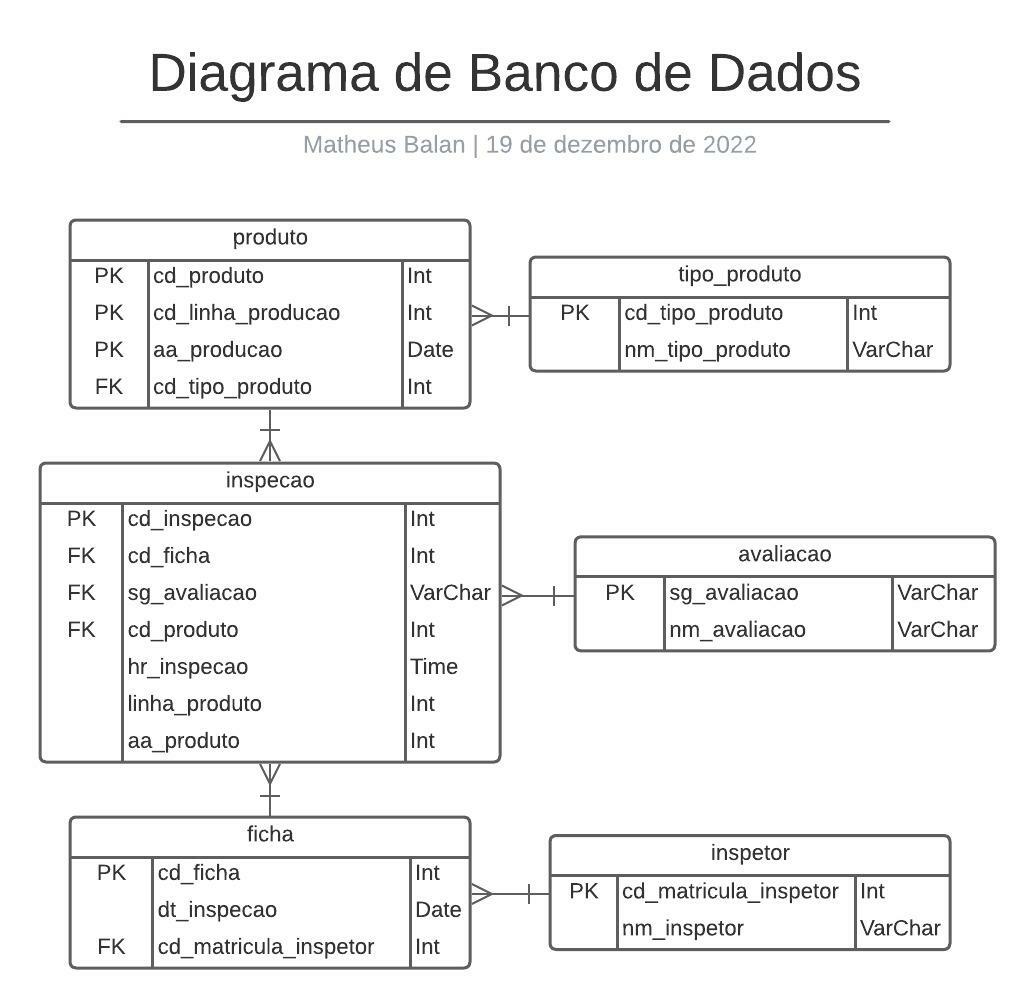 Diagrama de Banco de Dados
Matheus Balan | 19 de dezembro de 2022
produto
PK cd_produto Int
PK cd_linha_producao Int
PK aa_producao Date
FK cd_tipo_produto Int
tipo_produto
PK cd_tipo_produto Int
nm_tipo_produto VarChar
inspecao
PK cd_inspecao Int
FK cd_ficha Int
FK sg_avaliacao VarChar
FK cd_produto Int
hr_inspecao Time
linha_produto Int
aa_produto Int
avaliacao
PK sg_avaliacao VarChar
nm_avaliacao VarChar
ficha
PK cd_ficha Int
dt_inspecao Date
FK cd_matricula_inspetor Int
inspetor
PK cd_matricula_inspetor Int
nm_inspetor VarChar